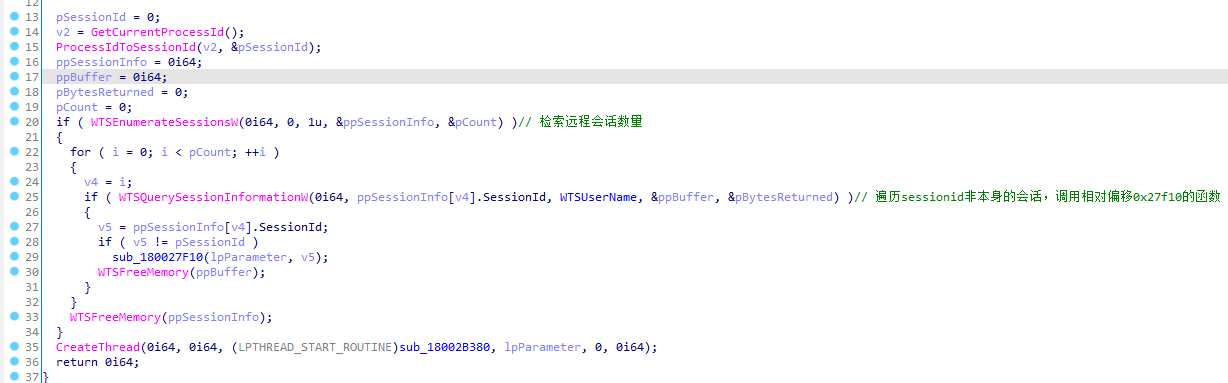 12
13 pSessionId = 0;
14 v2 = GetCurrentProcessId();
15 ProcessIdToSessionId(v2, &pSessionId);
16 ppSessionInfo = 0i64;
17 ppBuffer = 0i64;
18 pBytesReturned = 0;
19 pCount = 0;
20 if ( WTSEnumerateSessionsW(0i64, 0, 1u, &ppSessionInfo, &pCount) )// 检索远程会话数量
21 {
22 for ( i = 0; i < pCount; ++i )
23 {
24 v4 = i;
25 if ( WTSQuerySessionInformationW(0i64, ppSessionInfo[v4].SessionId, WTSUserName, &ppBuffer, &pBytesReturned) )// 遍历sessionid非本身的会话，调用相对偏移0x27f10的函数
26 {
27 v5 = ppSessionInfo[v4].SessionId;
28 if ( v5 != pSessionId )
29 sub_180027F10(lpParameter, v5);
30 WTSFreeMemory(ppBuffer);
31 }
32 }
33 WTSFreeMemory(ppSessionInfo);
34 }
35 CreateThread(0i64, 0i64, (LPTHREAD_START_ROUTINE)sub_18002B380, lpParameter, 0, 0i64);
36 return 0i64;
37 }